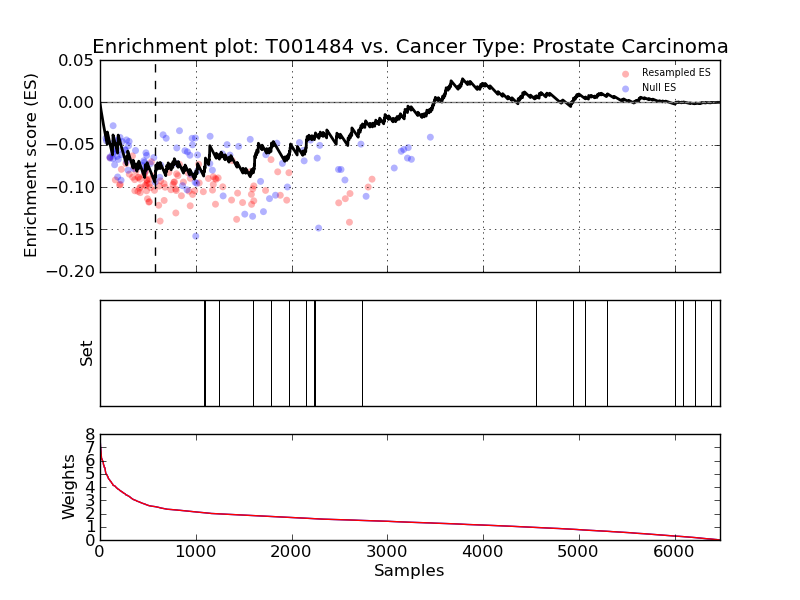 Enrichment plot: T001484 vs. Cancer Type: Prostate Carcinoma
Enrichment score (ES)
0.05
0.00
−0.05
−0.10
−0.15
−0.20
Resampled ES
Null ES
Set
Weights
8
7
6
5
4
3
2
1
0
0 1000 2000 3000 4000 5000 6000
Samples